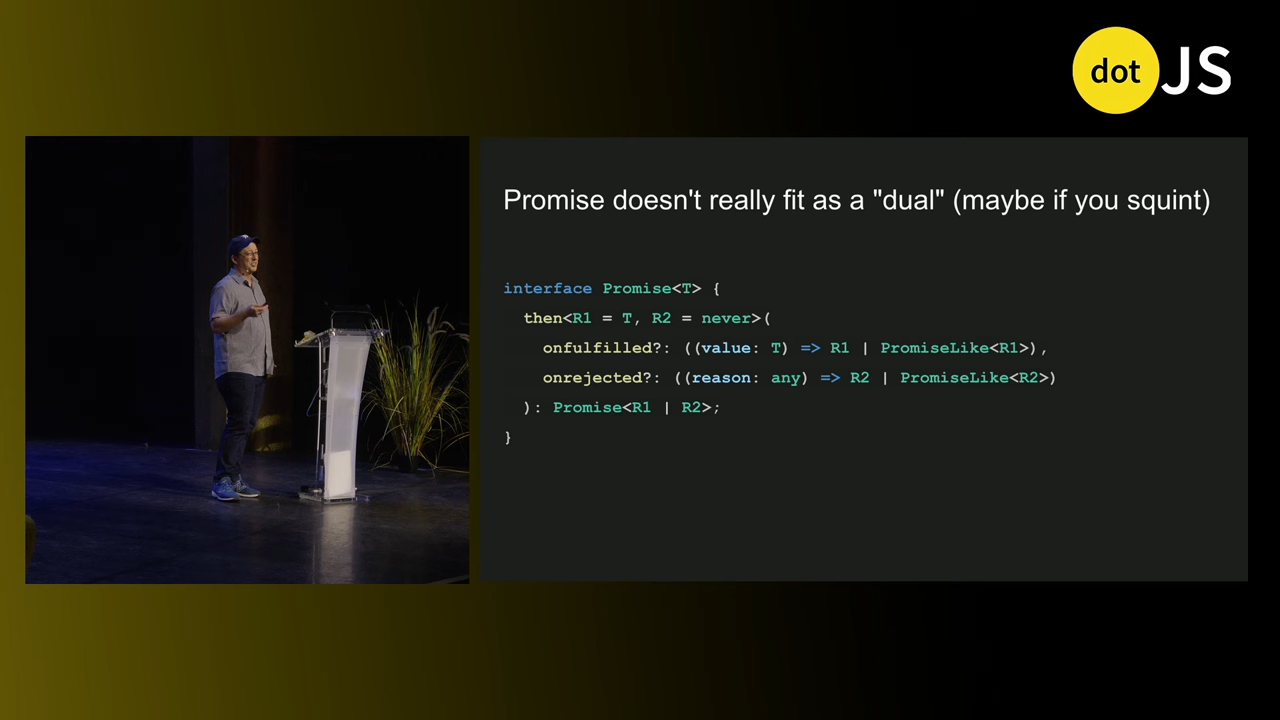 dot JS
Promise doesn't really fit as a "dual" (maybe if you squint)
interface Promise<T> {
  then<R1 = T, R2 = never>(
    onfulfilled?: ((value: T) => R1 | PromiseLike<R1>),
    onrejected?: ((reason: any) => R2 | PromiseLike<R2>)
  ): Promise<R1 | R2>;
}